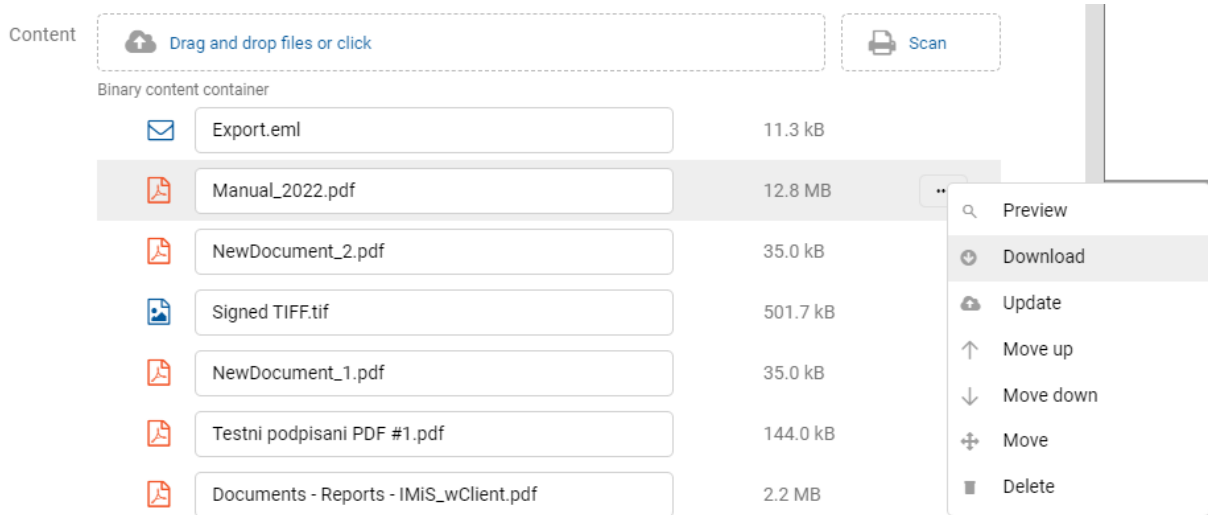 Content
Drag and drop files or click
Scan
Binary content container
Export.eml 11.3 kB
Manual_2022.pdf 12.8 MB
NewDocument_2.pdf 35.0 kB
Signed TIFF.tif 501.7 kB
NewDocument_1.pdf 35.0 kB
Testni podpisani PDF #1.pdf 144.0 kB
Documents - Reports - IMiS_wClient.pdf 2.2 MB
Preview
Download
Update
Move up
Move down
Move
Delete